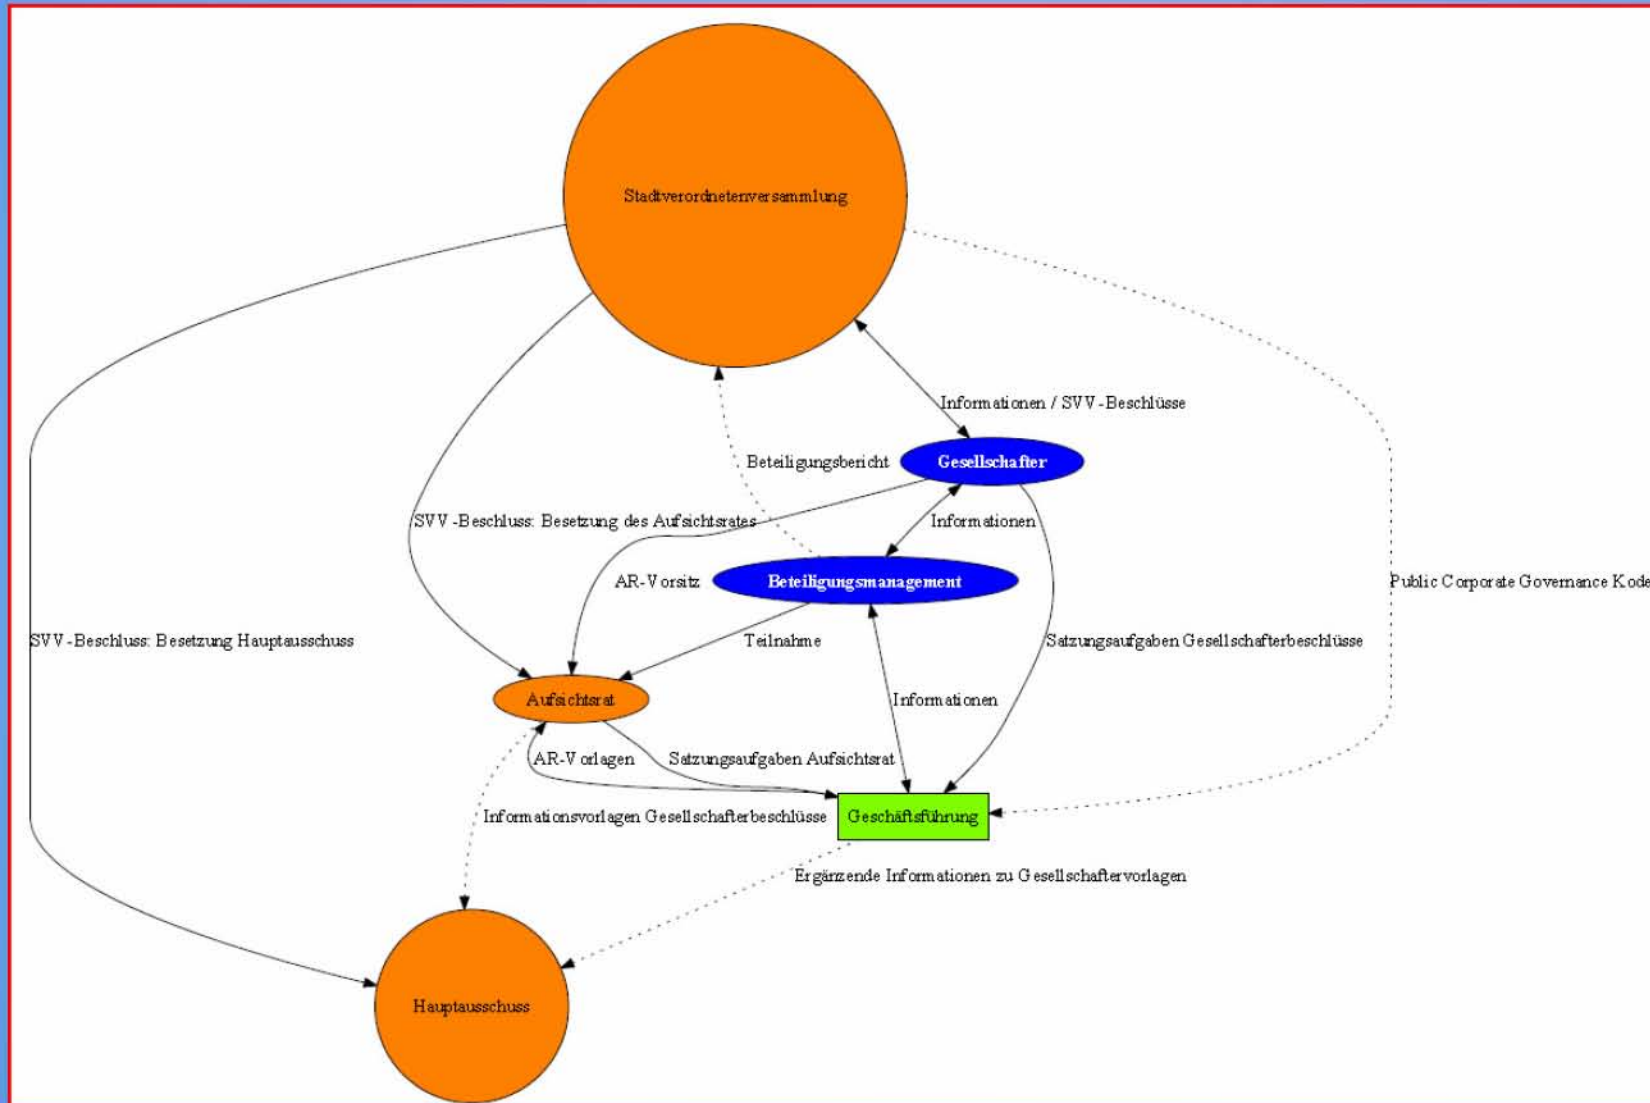 Stadtverordnetenversammlung
Informationen / SVV-Beschlüsse
Beteiligungsbericht
Gesellschafter
SVV-Beschluss: Besetzung des Aufsichtsrates
Informationen
AR-Vorsitz
Beteiligungsmanagement
Public Corporate Governance Kode
SVV-Beschluss: Besetzung Hauptausschuss
Teilnahme
Satzungsaufgaben Gesellschafterbeschlüsse
Aufsichtsrat
Informationen
AR-Vorlagen
Satzungsaufgaben Aufsichtsrat
Informationsvorlagen Gesellschafterbeschlüsse
Geschäftsführung
Ergänzende Informationen zu Gesellschaftervorlagen
Hauptausschuss